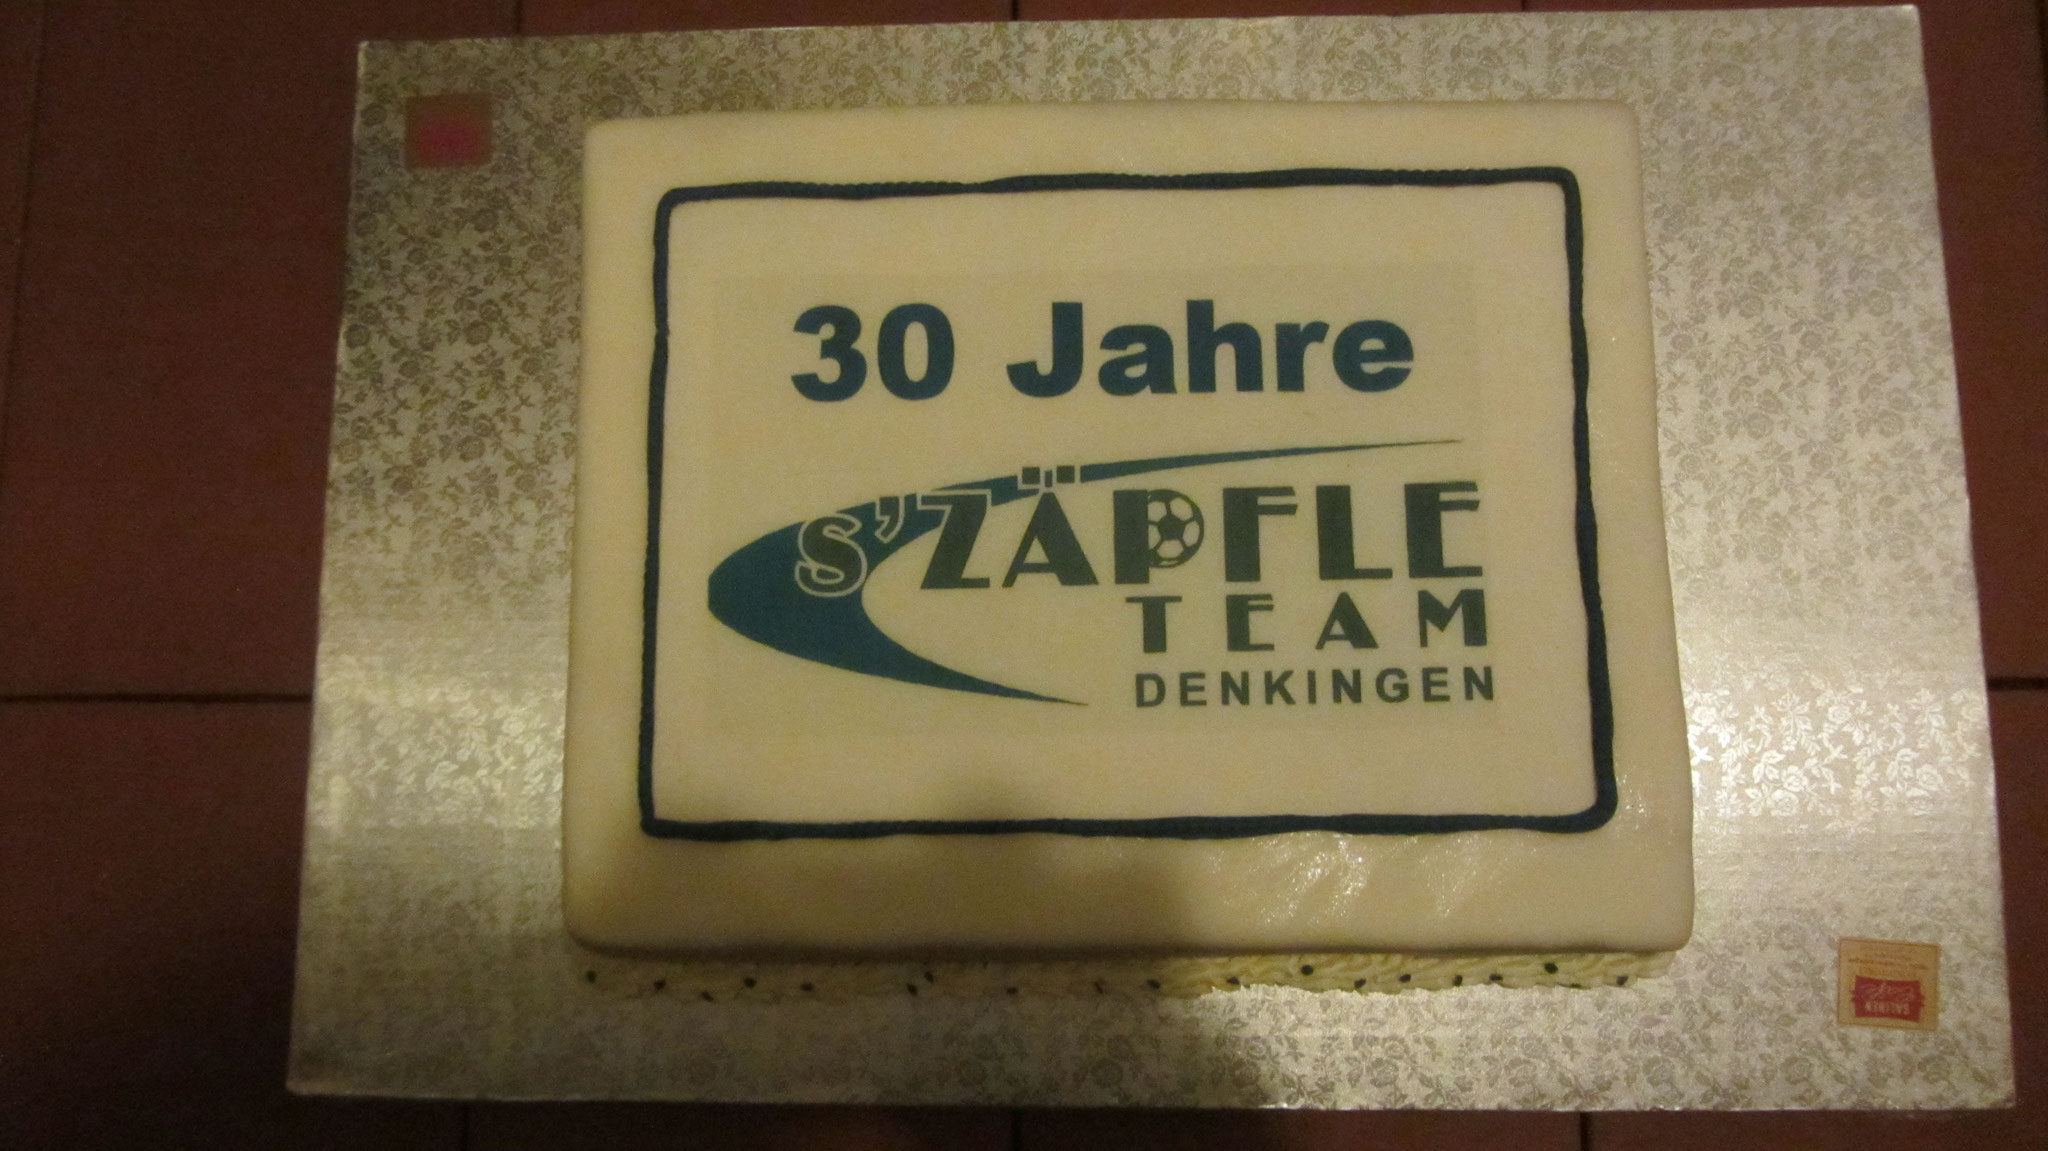 30 Jahre
s'ZÄPFLE
TEAM
DENKINGEN